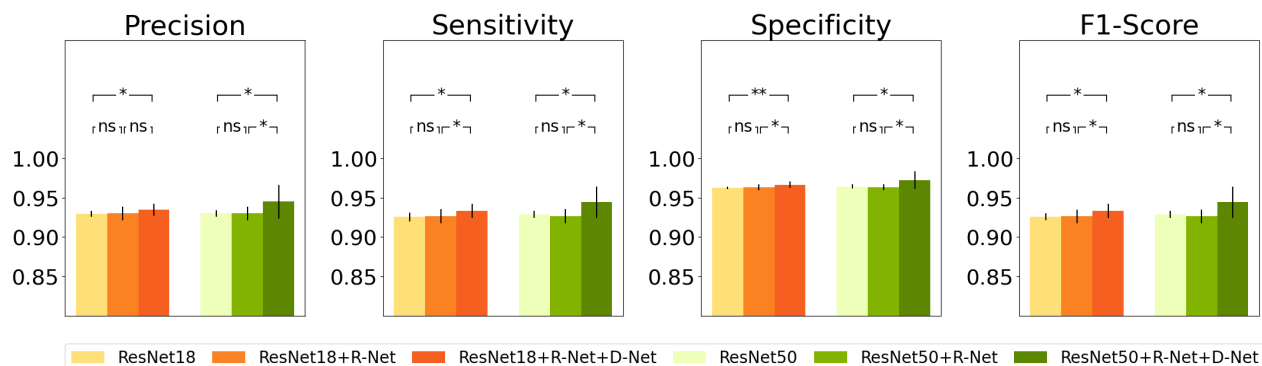 Precision Sensitivity Specificity F1-Score
* * * * ** * * *
ns ns ns * ns * ns * ns * ns * ns * ns *
1.00 1.00 1.00 1.00
0.95 0.95 0.95 0.95
0.90 0.90 0.90 0.90
0.85 0.85 0.85 0.85
ResNet18 ResNet18+R-Net ResNet18+R-Net+D-Net ResNet50 ResNet50+R-Net ResNet50+R-Net+D-Net